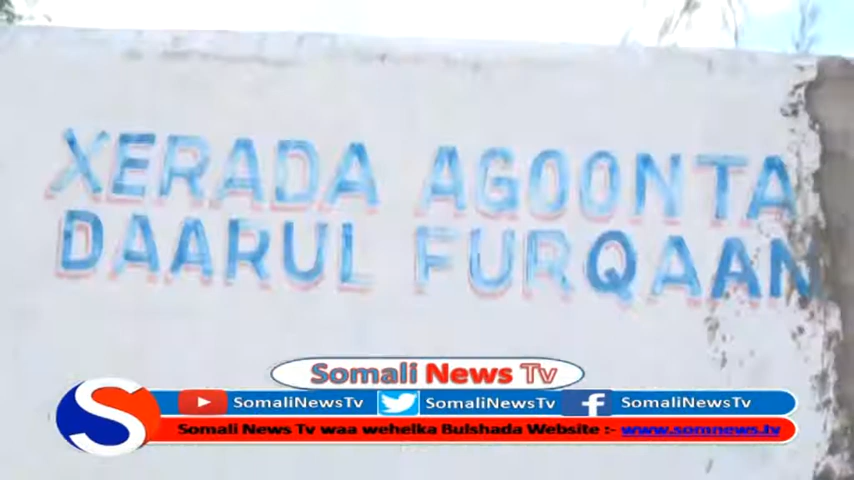 XERADA AGOONTA
DAARUL FURQAAN
Somali News Tv
SomaliNewsTv SomaliNewsTv SomaliNewsTv
Somali News Tv waa wehelka Bulshada Website :- www.somnews.tv